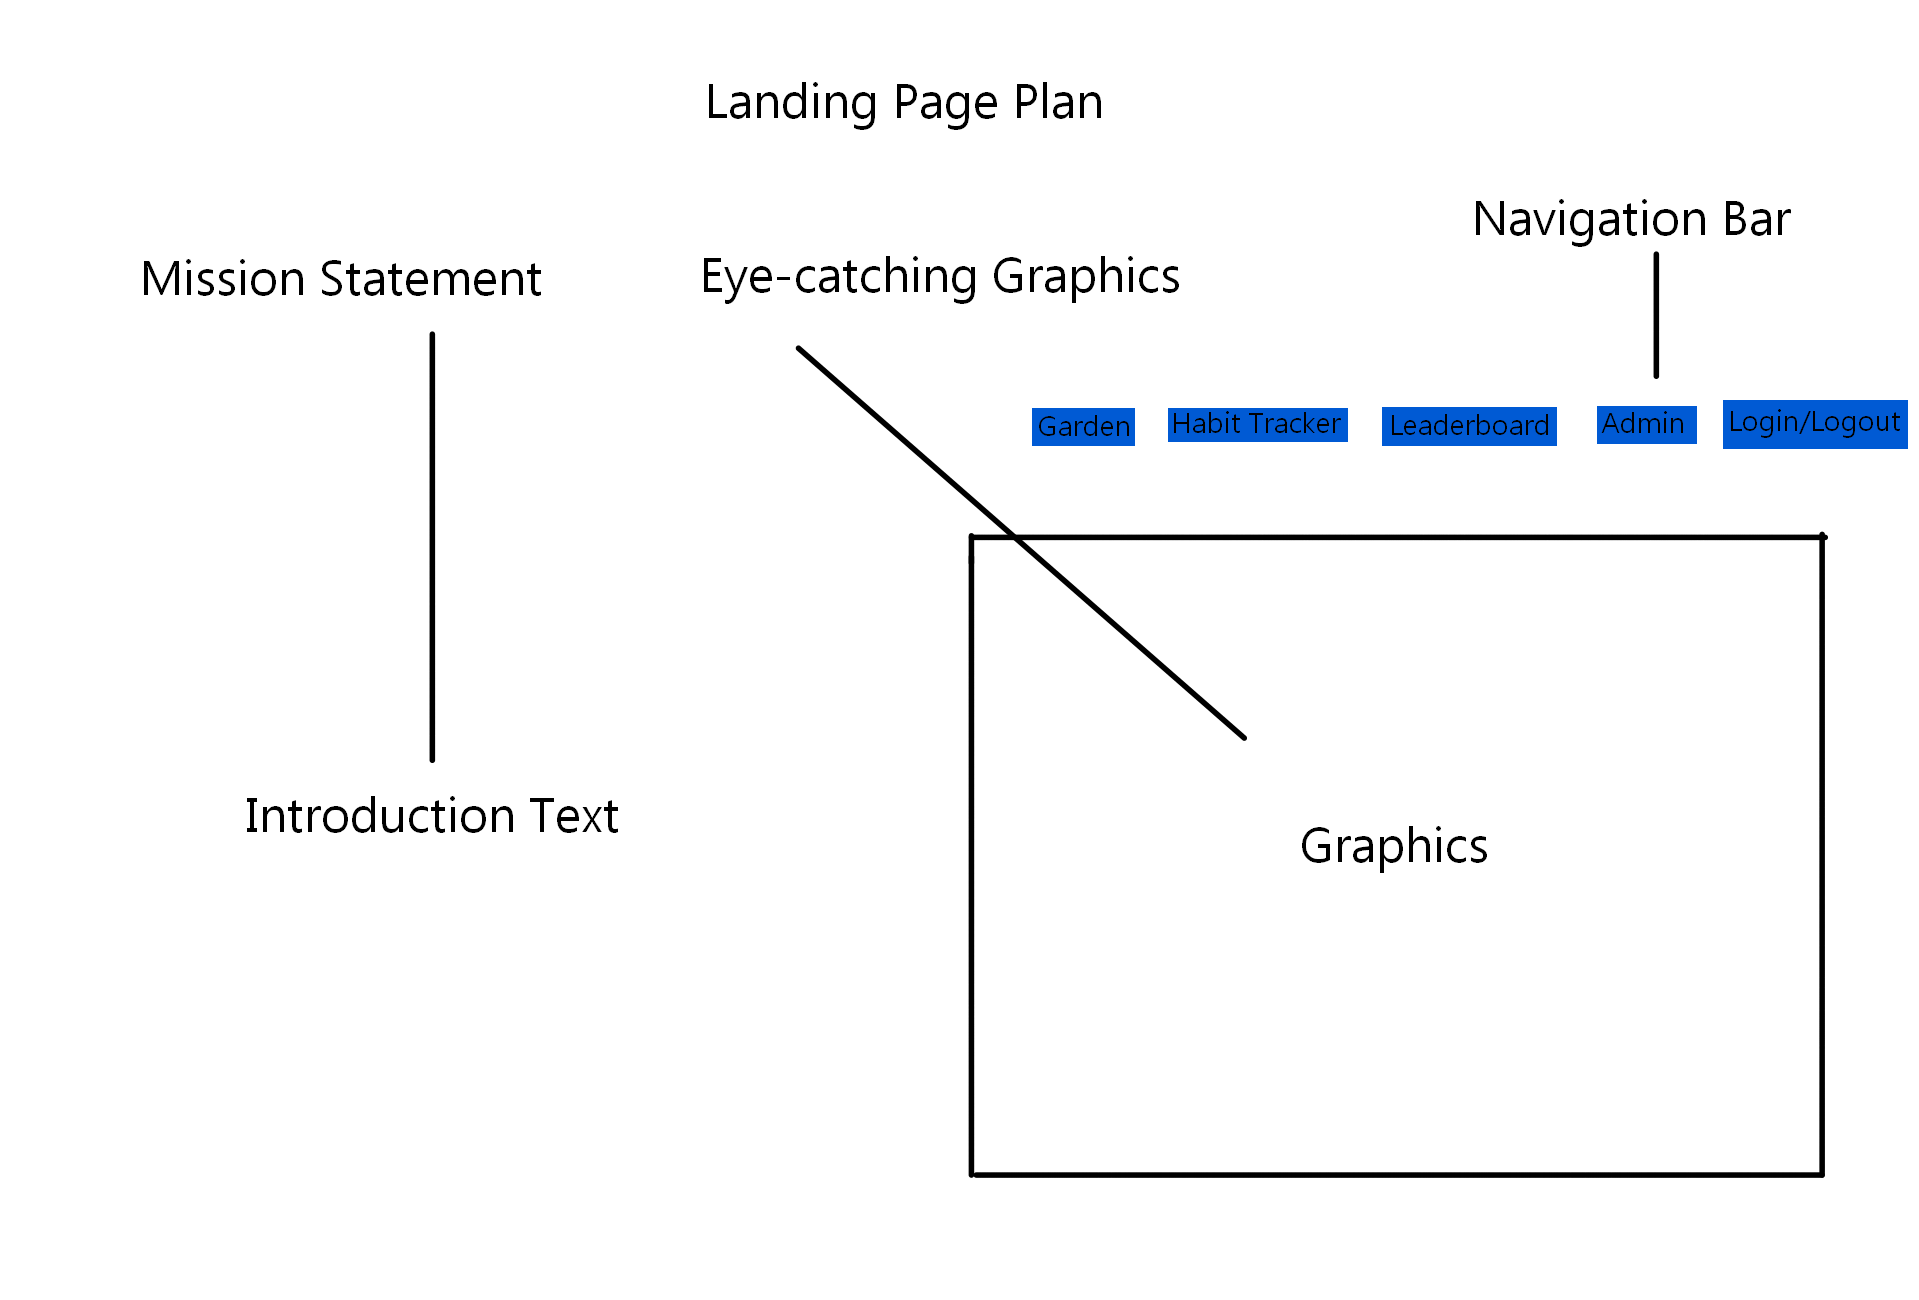 Landing Page Plan
Navigation Bar
Mission Statement
Eye-catching Graphics
Garden
Habit Tracker
Leaderboard
Admin
Login/Logout
Introduction Text
Graphics